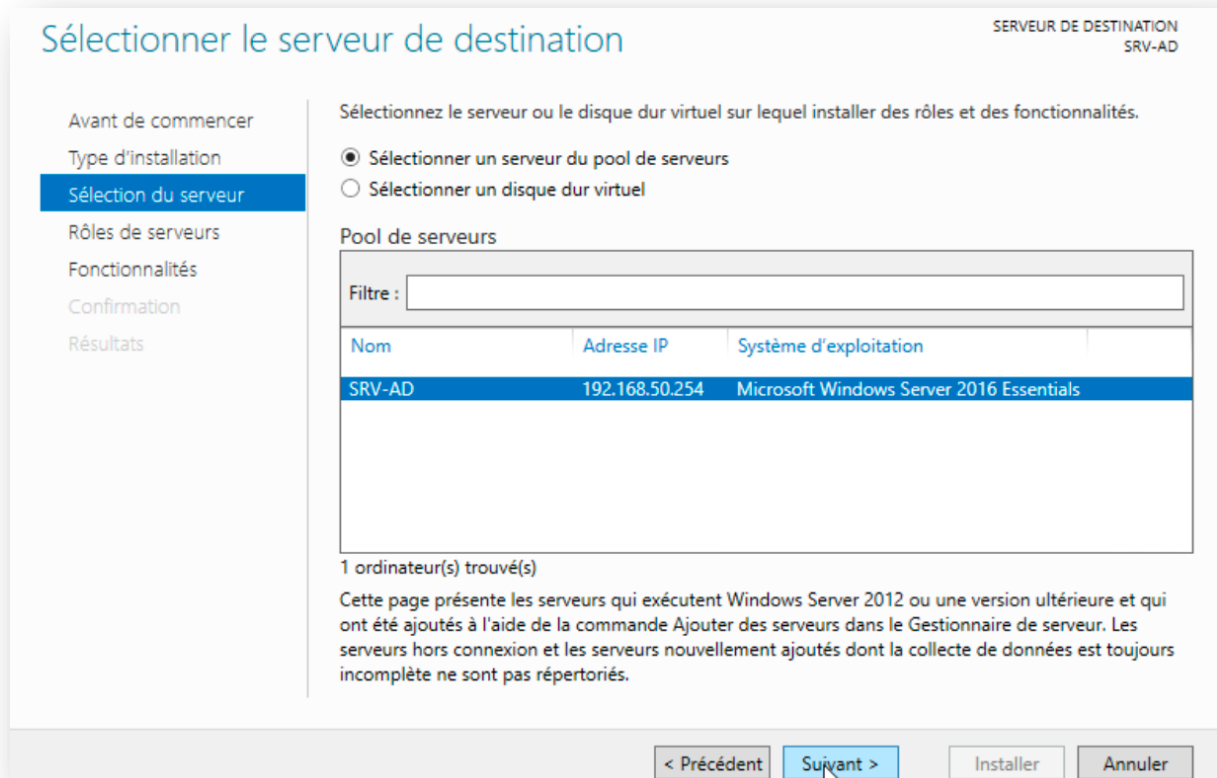 Sélectionner le serveur de destination
SERVEUR DE DESTINATION
SRV-AD
Avant de commencer
Type d'installation
Sélection du serveur
Rôles de serveurs
Fonctionnalités
Confirmation
Résultats
Sélectionnez le serveur ou le disque dur virtuel sur lequel installer des rôles et des fonctionnalités.
Sélectionner un serveur du pool de serveurs
Sélectionner un disque dur virtuel
Pool de serveurs
Filtre :
Nom Adresse IP Système d'exploitation
SRV-AD 192.168.50.254 Microsoft Windows Server 2016 Essentials
1 ordinateur(s) trouvé(s)
Cette page présente les serveurs qui exécutent Windows Server 2012 ou une version ultérieure et qui
ont été ajoutés à l'aide de la commande Ajouter des serveurs dans le Gestionnaire de serveur. Les
serveurs hors connexion et les serveurs nouvellement ajoutés dont la collecte de données est toujours
incomplète ne sont pas répertoriés.
< Précédent Suivant > Installer Annuler